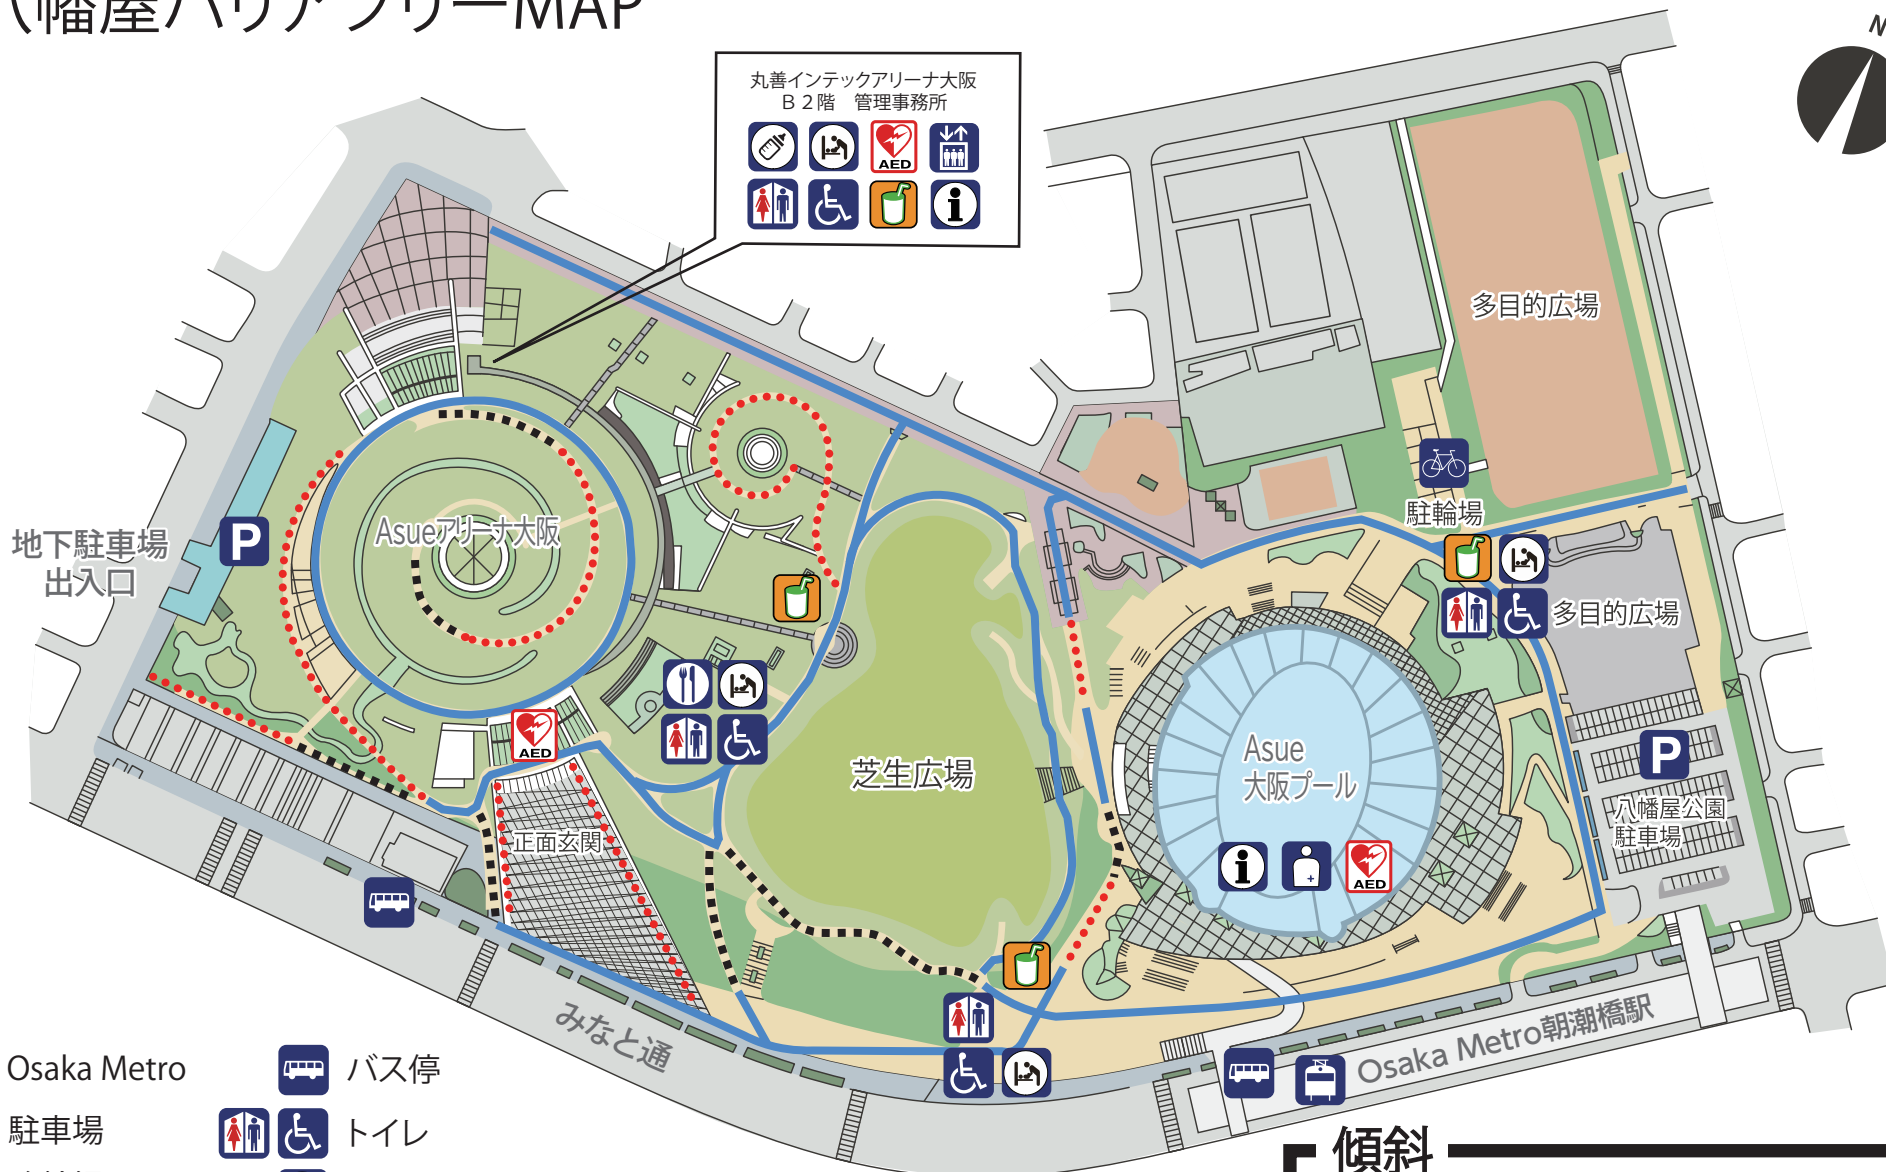 幡屋バリアフリーMAP
N
丸善インテックアリーナ大阪
B2階　管理事務所
AED
多目的広場
駐輪場
地下駐車場
出入口
P
Asueアリーナ大阪
多目的広場
AED
芝生広場
Asue
大阪プール
P
八幡屋公園
駐車場
正面玄関
AED
みなと通
Osaka Metro朝潮橋駅
Osaka Metro
バス停
駐車場
トイレ
傾斜